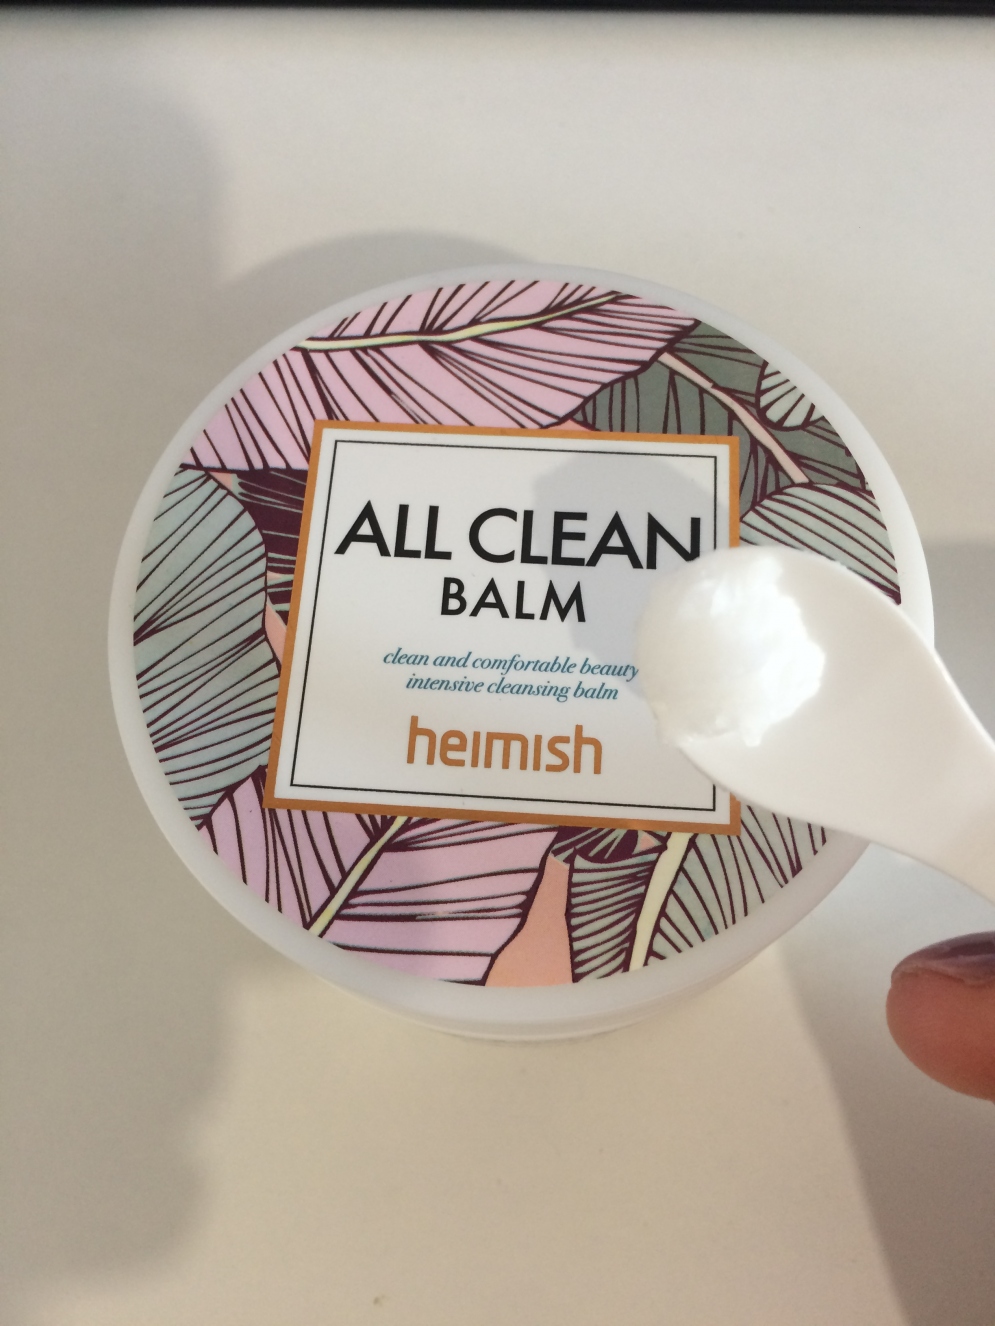 ALL CLEAN
BALM
clean and comfortable beauty
intensive cleansing balm
heimish